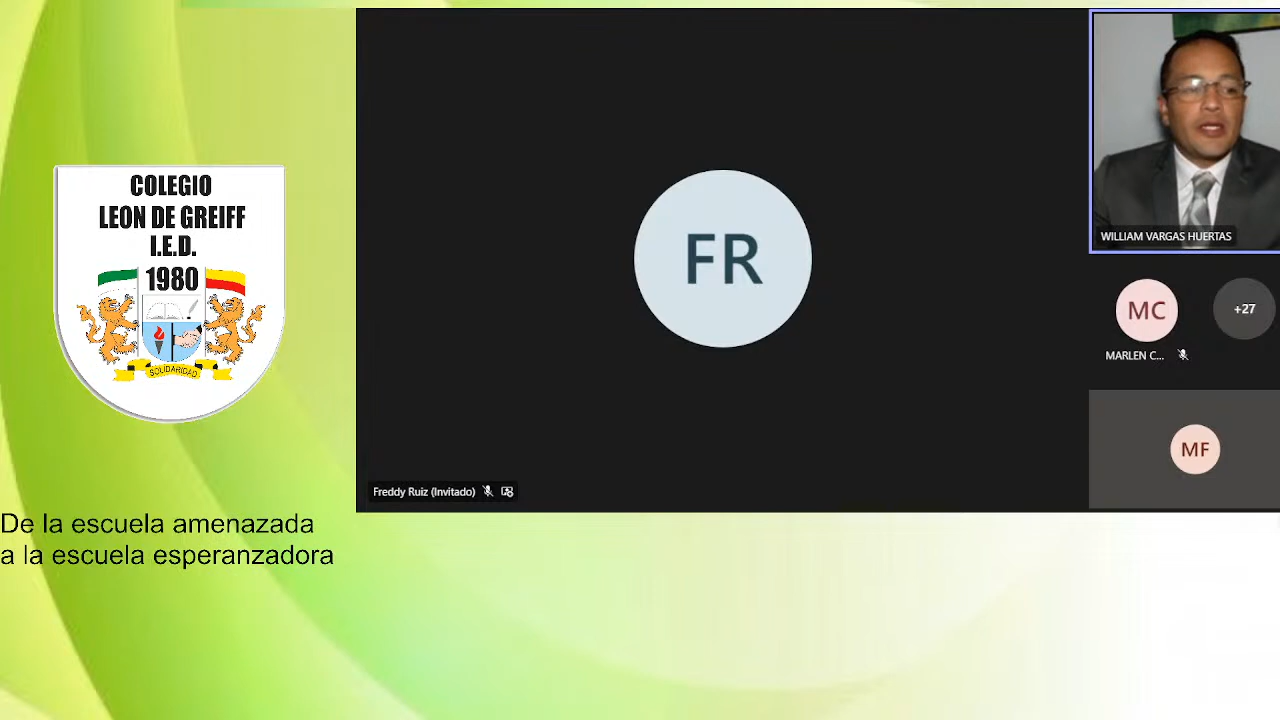 COLEGIO
LEON DE GREIFF
I.E.D.
1980
SOLIDARIDAD
De la escuela amenazada
a la escuela esperanzadora
FR
Freddy Ruiz (Invitado)
WILLIAM VARGAS HUERTAS
MC
+27
MARLEN C...
MF